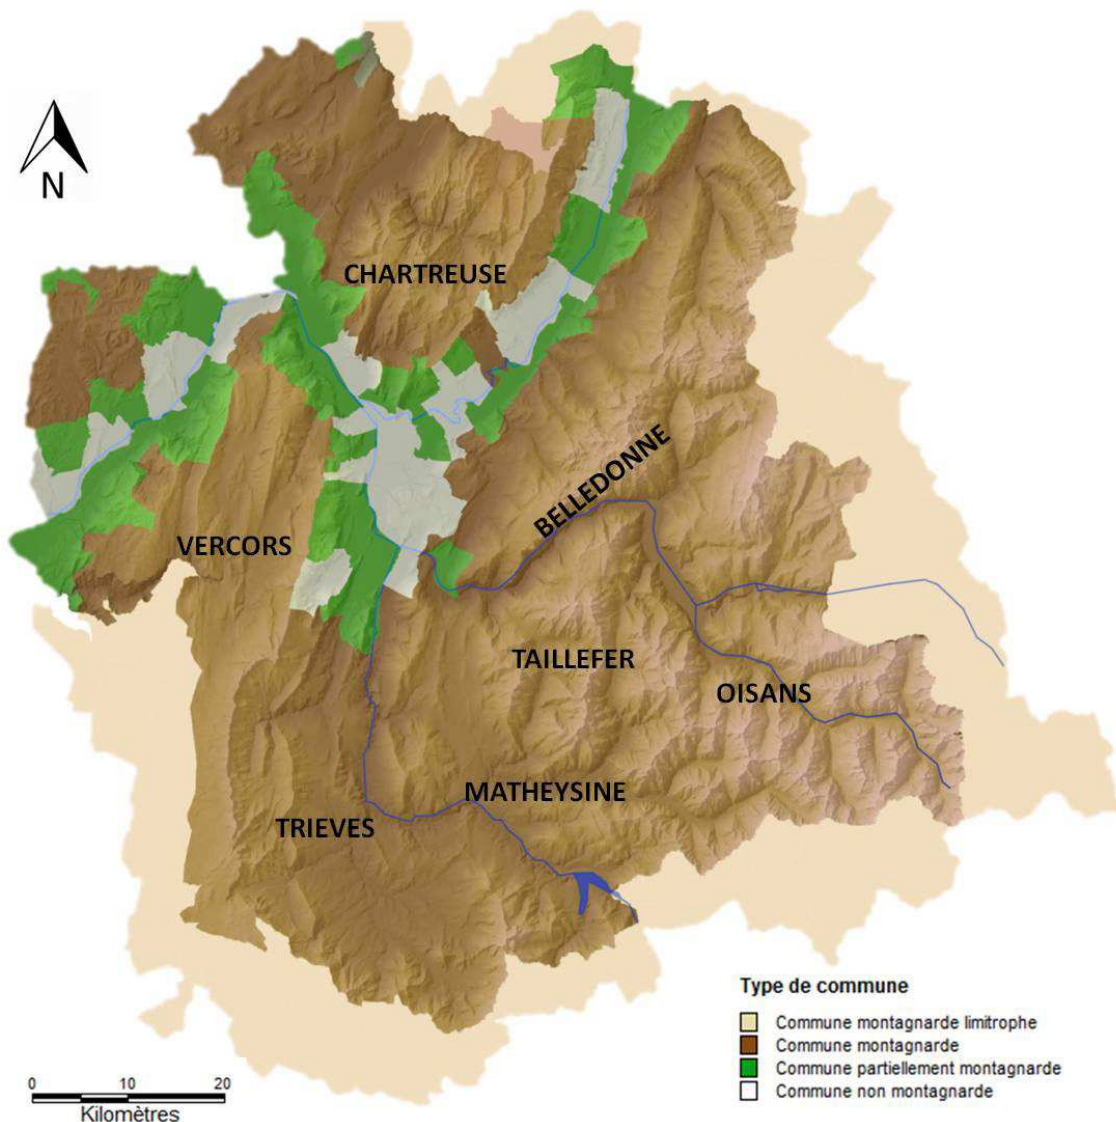 N
CHARTREUSE
BELLEDONNE
VERCORS
TAILLEFER
OISANS
MATHEYSINE
TRIEVES
Type de commune
Commune montagnarde limitrophe
Commune montagnarde
Commune partiellement montagnarde
Commune non montagnarde
0 10 20
Kilomètres